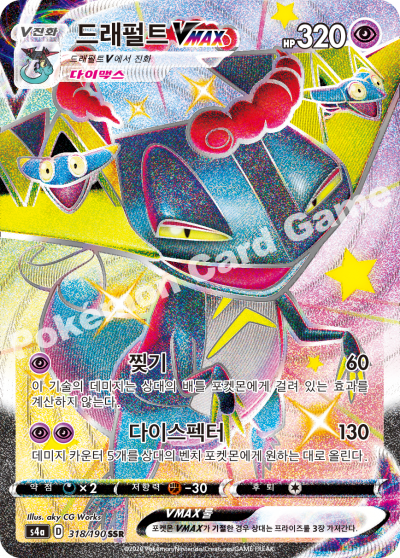 V진화
드래펄트 VMAX
HP 320
드래펄트V에서 진화
다이맥스
Pokémon Card Game
찢기 60
이 기술의 데미지는 상대의 배틀 포켓몬에게 걸려 있는 효과를
계산하지 않는다.
다이스펙터 130
데미지 카운터 5개를 상대의 벤치 포켓몬에게 원하는 대로 올린다.
약점 ×2 저항력 -30 후퇴
Illus. aky CG Works
VMAX룰
s4a D 318/190 SSR
포켓몬VMAX가 기절한 경우 상대는 프라이즈를 3장 가져간다.
©2020 Pokémon/Nintendo/Creatures/GAME FREAK.